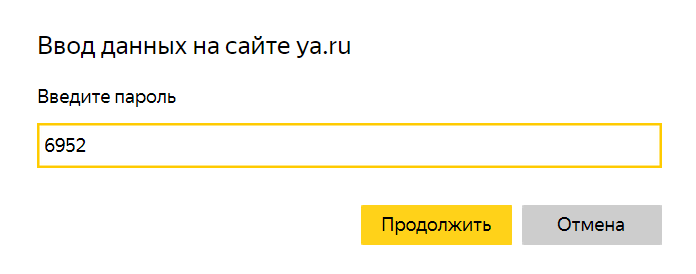 Ввод данных на сайте ya.ru
Введите пароль
6952
Продолжить Отмена